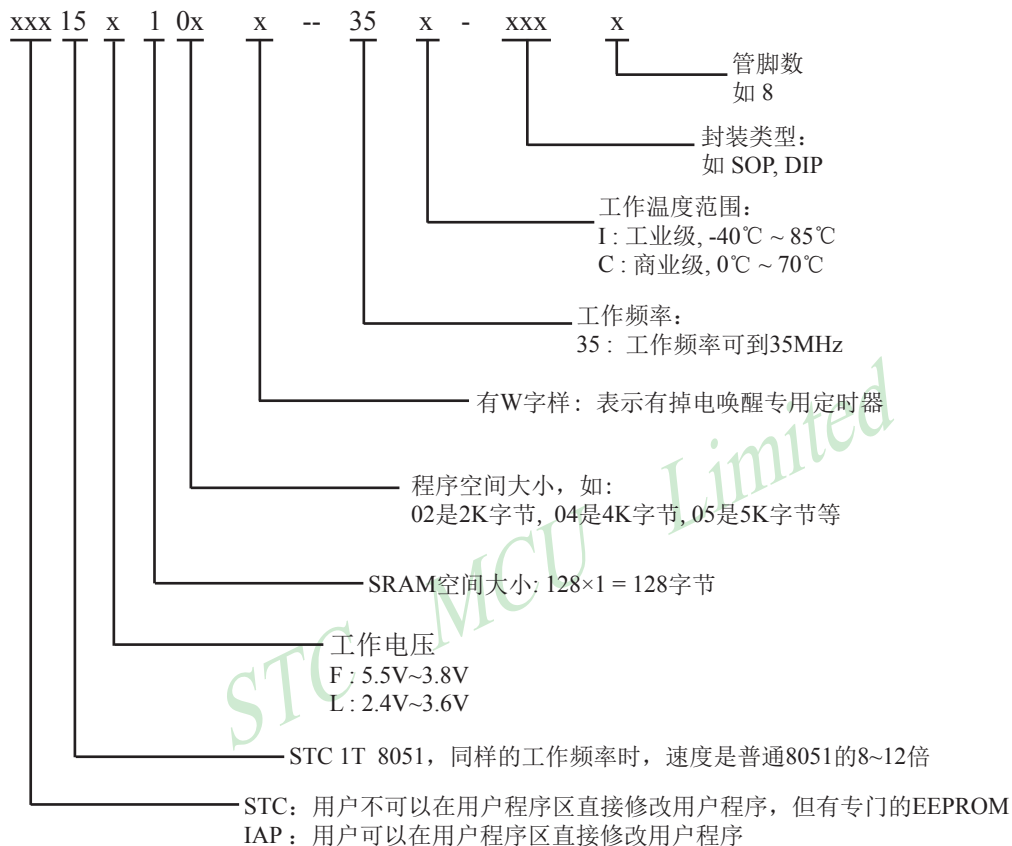 xxx 15 x 1 0x x -- 35 x - xxx x
管脚数
如 8
封装类型：
如 SOP, DIP
工作温度范围：
I : 工业级, -40℃ ~ 85℃
C : 商业级, 0℃ ~ 70℃
工作频率：
35 : 工作频率可到35MHz
有W字样: 表示有掉电唤醒专用定时器
程序空间大小，如:
02是2K字节, 04是4K字节, 05是5K字节等
SRAM空间大小: 128×1 = 128字节
工作电压
F : 5.5V~3.8V
L : 2.4V~3.6V
STC 1T 8051，同样的工作频率时，速度是普通8051的8~12倍
STC：用户不可以在用户程序区直接修改用户程序，但有专门的EEPROM
IAP：用户可以在用户程序区直接修改用户程序
STC MCU Limited